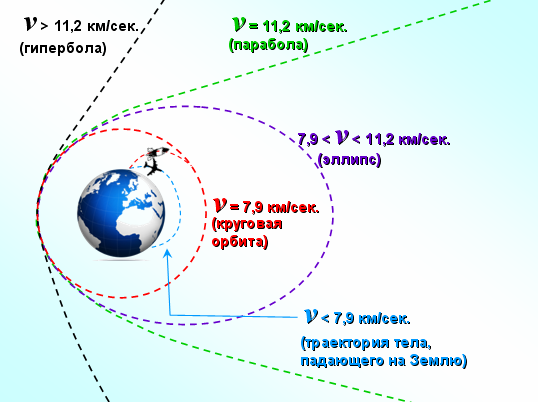 v > 11,2 км/сек.
(гипербола)
v = 11,2 км/сек.
(парабола)
7,9 < v < 11,2 км/сек.
(эллипс)
v = 7,9 км/сек.
(круговая
орбита)
v < 7,9 км/сек.
(траектория тела,
падающего на Землю)